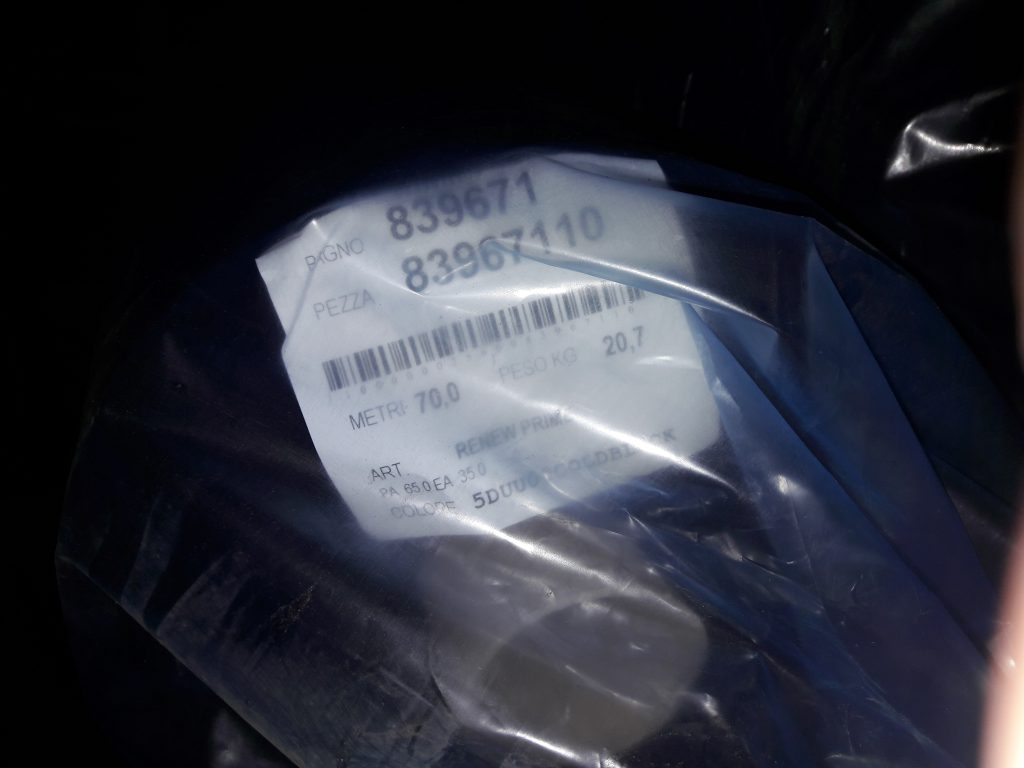 PIGNO 839671
PEZZA 83967110
METRI 70,0 PESO KG 20,7
ART. RENEW PRIME
PA 65.0 EA 35.0
COLORE